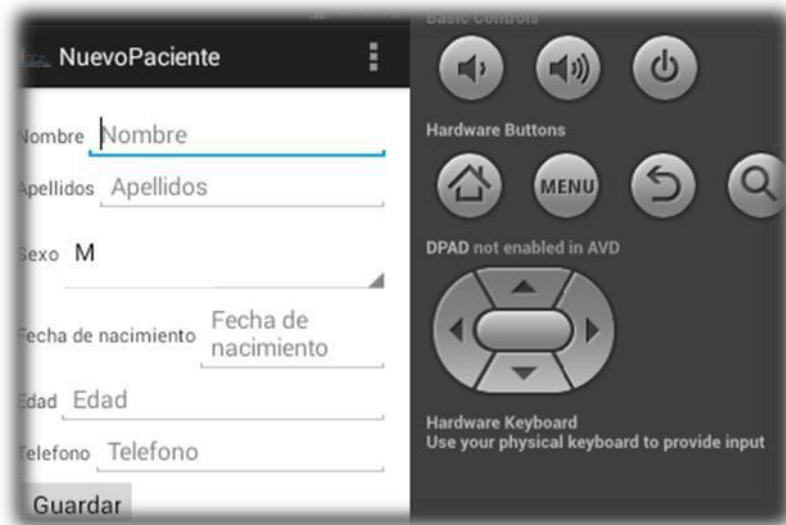 NuevoPaciente
Nombre Nombre
Apellidos Apellidos
Sexo M
Fecha de nacimiento Fecha de
nacimiento
Edad Edad
Telefono Telefono
Guardar
Basic Controls
Hardware Buttons
MENU
DPAD not enabled in AVD
Hardware Keyboard
Use your physical keyboard to provide input